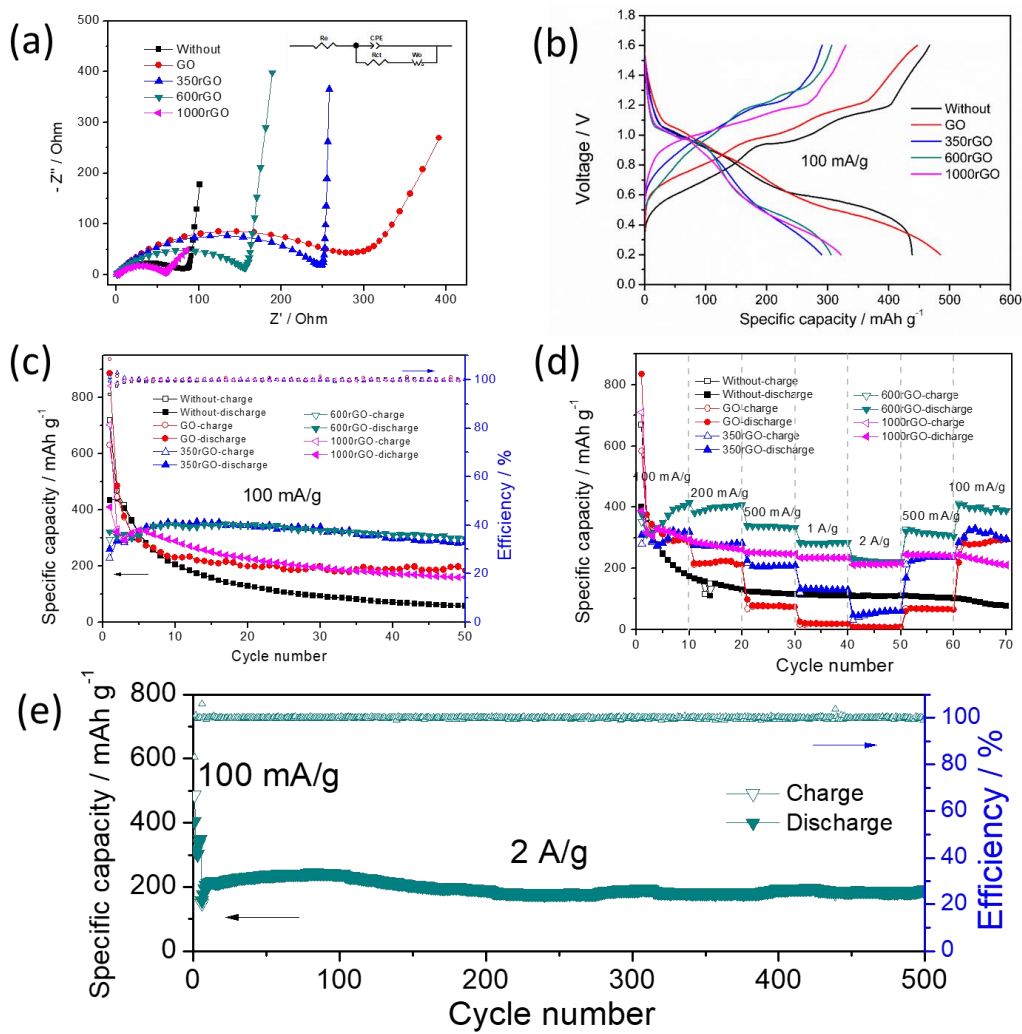 (a)
500
400
300
200
100
0
- Z'' / Ohm
0
100
200
300
400
Z' / Ohm
Without
GO
350rGO
600rGO
1000rGO
Re
CPE
Rct
Wo
(b)
1.8
1.6
1.4
1.2
1.0
0.8
0.6
0.4
0.2
0.0
Voltage / V
0
100
200
300
400
500
600
Specific capacity / mAh g-1
Without
GO
350rGO
600rGO
1000rGO
100 mA/g
(c)
800
600
400
200
0
Specific capacity / mAh g-1
0
10
20
30
40
50
Cycle number
100
80
60
40
20
0
Efficiency / %
Without-charge
Without-discharge
GO-charge
GO-discharge
350rGO-charge
350rGO-discharge
600rGO-charge
600rGO-discharge
1000rGO-charge
1000rGO-dicharge
100 mA/g
(d)
800
600
400
200
0
Specific capacity / mAh g-1
0
10
20
30
40
50
60
70
Cycle number
Without-charge
Without-discharge
GO-charge
GO-discharge
350rGO-charge
350rGO-discharge
600rGO-charge
600rGO-discharge
1000rGO-charge
1000rGO-dicharge
100 mA/g
200 mA/g
500 mA/g
1 A/g
2 A/g
500 mA/g
100 mA/g
(e)
800
600
400
200
0
Specific capacity / mAh g-1
0
100
200
300
400
500
Cycle number
100
80
60
40
20
0
Efficiency / %
100 mA/g
2 A/g
Charge
Discharge